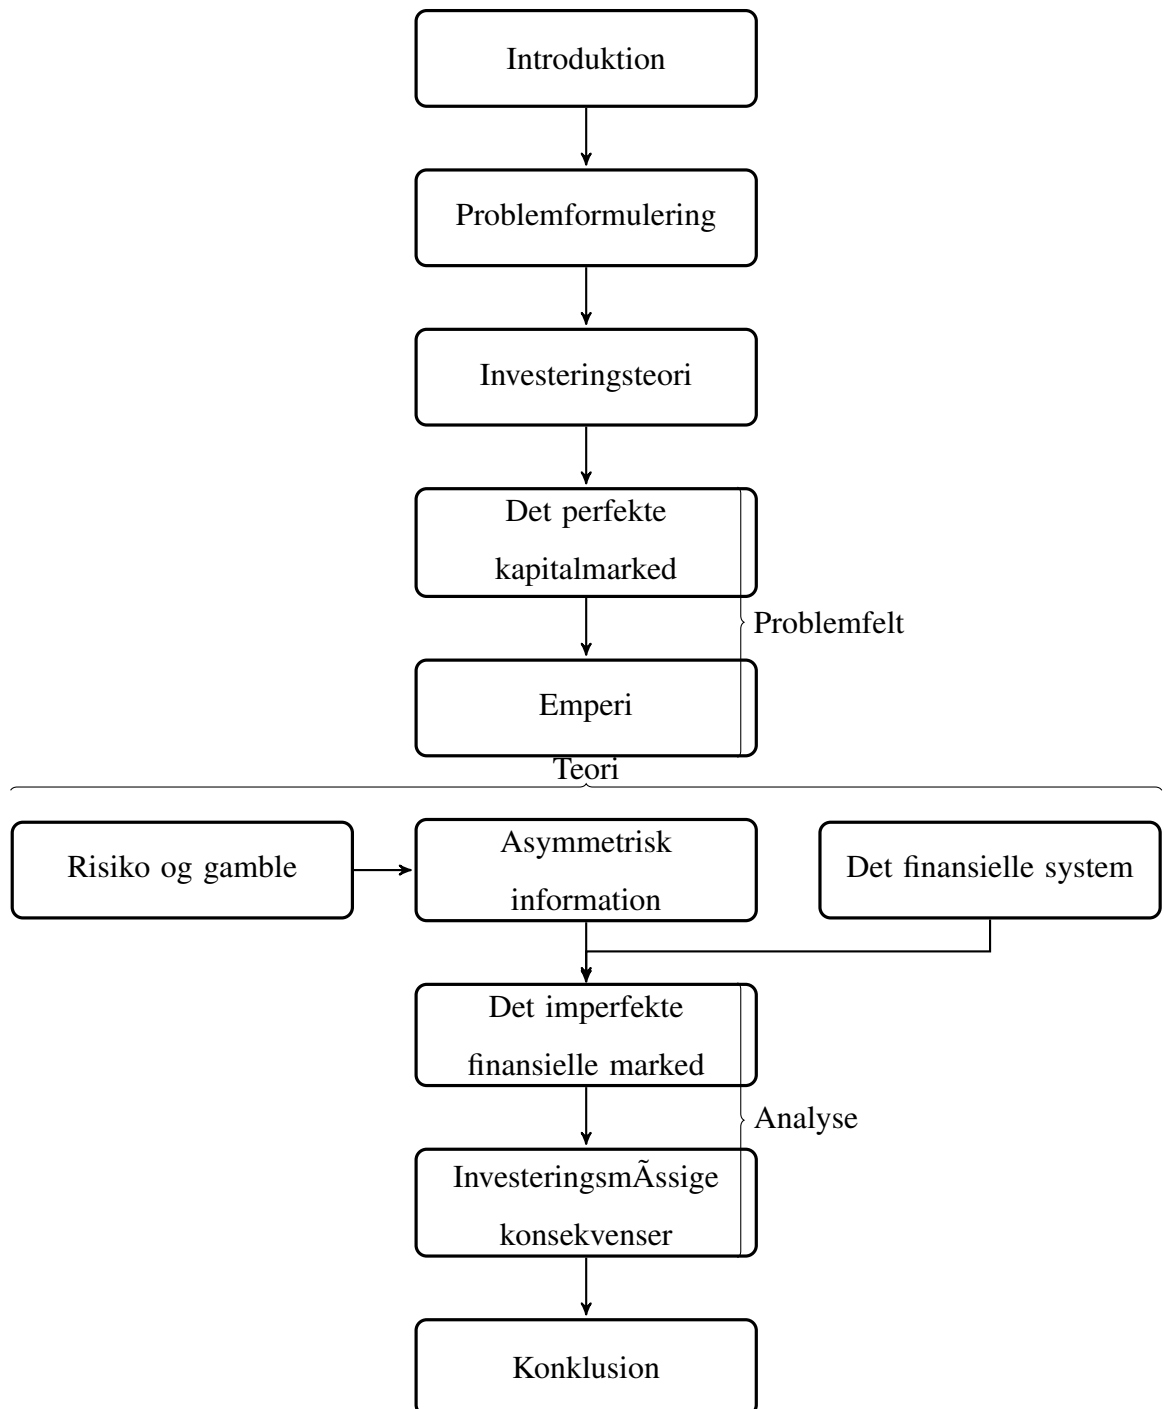 Introduktion
Problemformulering
Investeringsteori
Det perfekte
kapitalmarked
Problemfelt
Emperi
Teori
Risiko og gamble
Asymmetrisk
information
Det finansielle system
Det imperfekte
finansielle marked
Analyse
InvesteringsmÃssige
konsekvenser
Konklusion